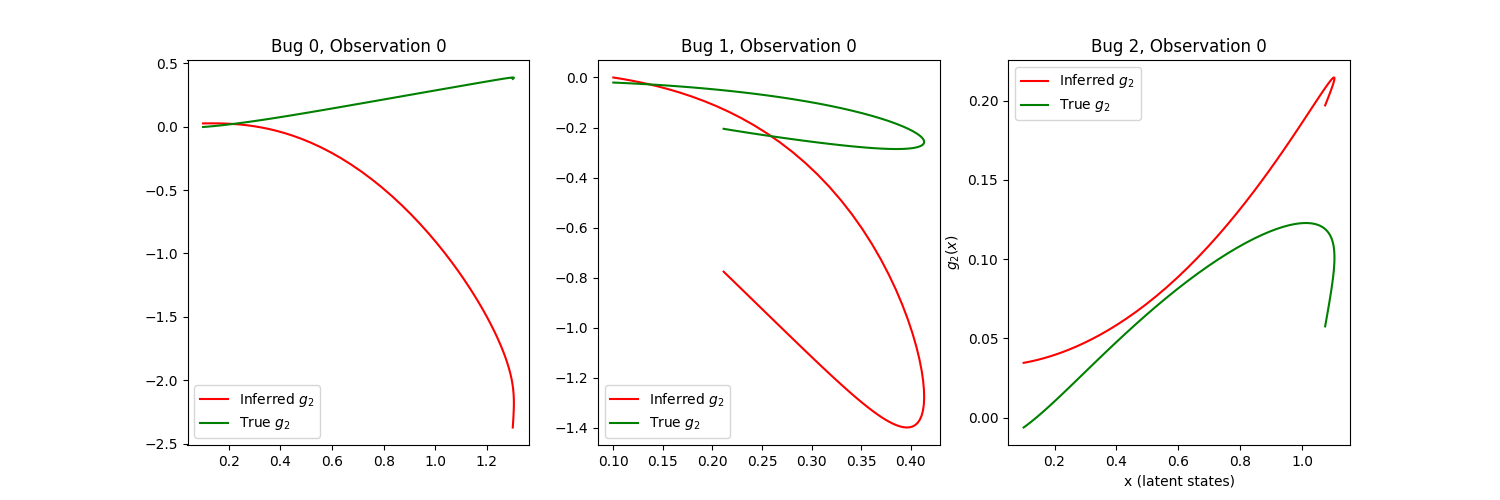 Bug 0, Observation 0
0.5
0.0
−0.5
−1.0
−1.5
−2.0
−2.5
0.2 0.4 0.6 0.8 1.0 1.2
Inferred g₂
True g₂
Bug 1, Observation 0
0.0
−0.2
−0.4
−0.6
−0.8
−1.0
−1.2
−1.4
0.10 0.15 0.20 0.25 0.30 0.35 0.40
Inferred g₂
True g₂
Bug 2, Observation 0
Inferred g₂
True g₂
g₂(x)
0.20
0.15
0.10
0.05
0.00
0.2 0.4 0.6 0.8 1.0
x (latent states)